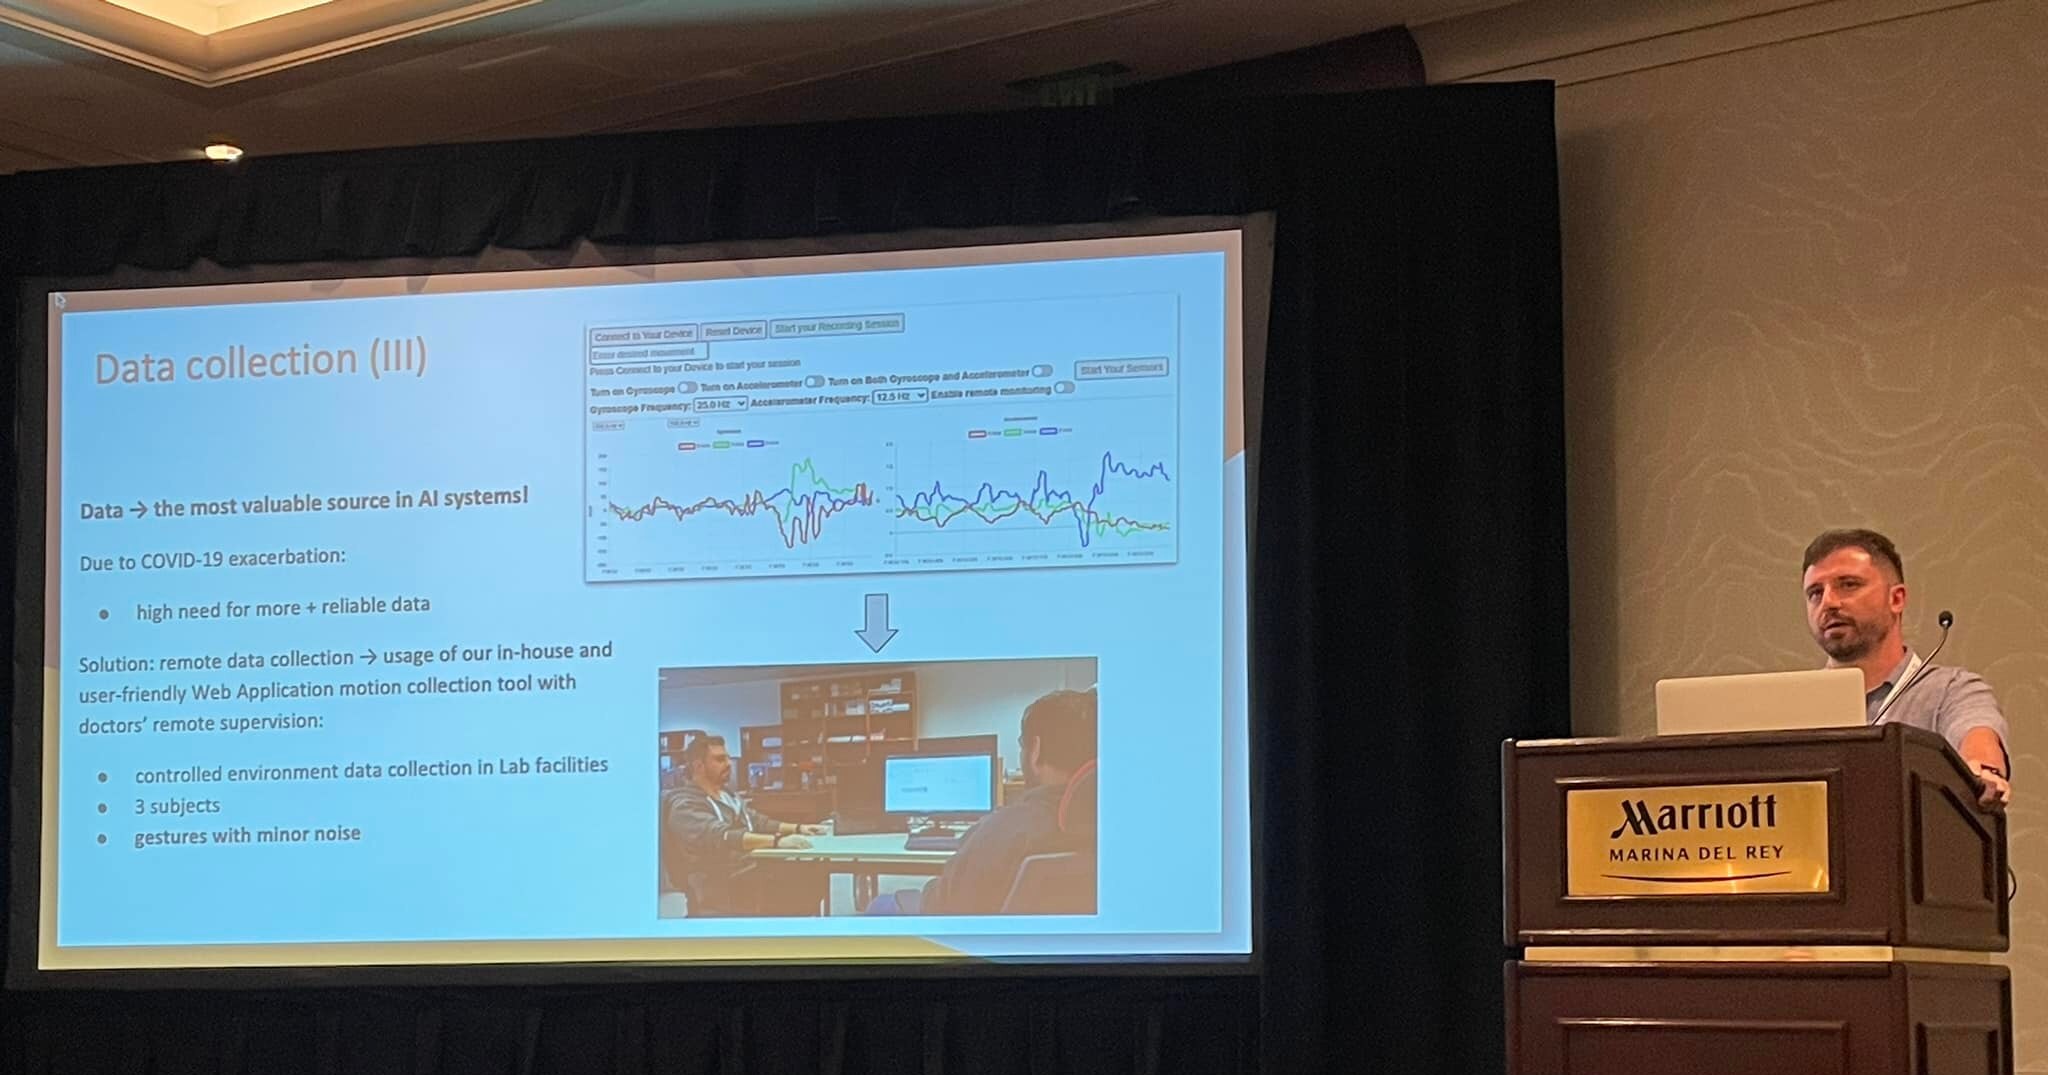 Data collection (III)
Data → the most valuable source in AI systems!
Due to COVID-19 exacerbation:
● high need for more + reliable data
Solution: remote data collection → usage of our in-house and
user-friendly Web Application motion collection tool with
doctors' remote supervision:
● controlled environment data collection in Lab facilities
● 3 subjects
● gestures with minor noise
Connect to Your Device Reset Device Start your Recording Session
Enter desired movement
Press Connect to your Device to start your session
Turn on Gyroscope Turn on Accelerometer Turn on Both Gyroscope and Accelerometer Start Your Sensors
Gyroscope Frequency: 25.0 HZ Accelerometer Frequency: 12.5 HZ Enable remote monitoring
Marriott
MARINA DEL REY